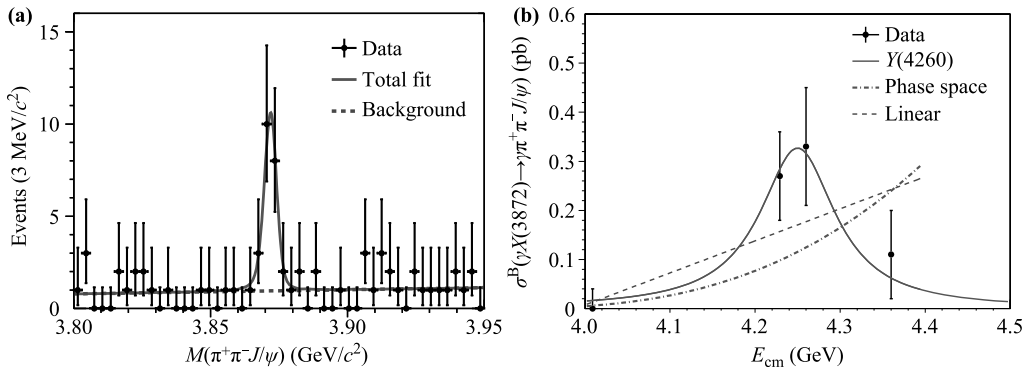 (a)
Events (3 MeV/c²)
15
10
5
0
Data
Total fit
Background
3.80
3.85
3.90
3.95
M(π⁺π⁻J/ψ) (GeV/c²)
(b)
σᴮ(γX(3872)→γπ⁺π⁻J/ψ) (pb)
0.6
0.5
0.4
0.3
0.2
0.1
0
Data
Y(4260)
Phase space
Linear
4.0
4.1
4.2
4.3
4.4
4.5
E_cm (GeV)